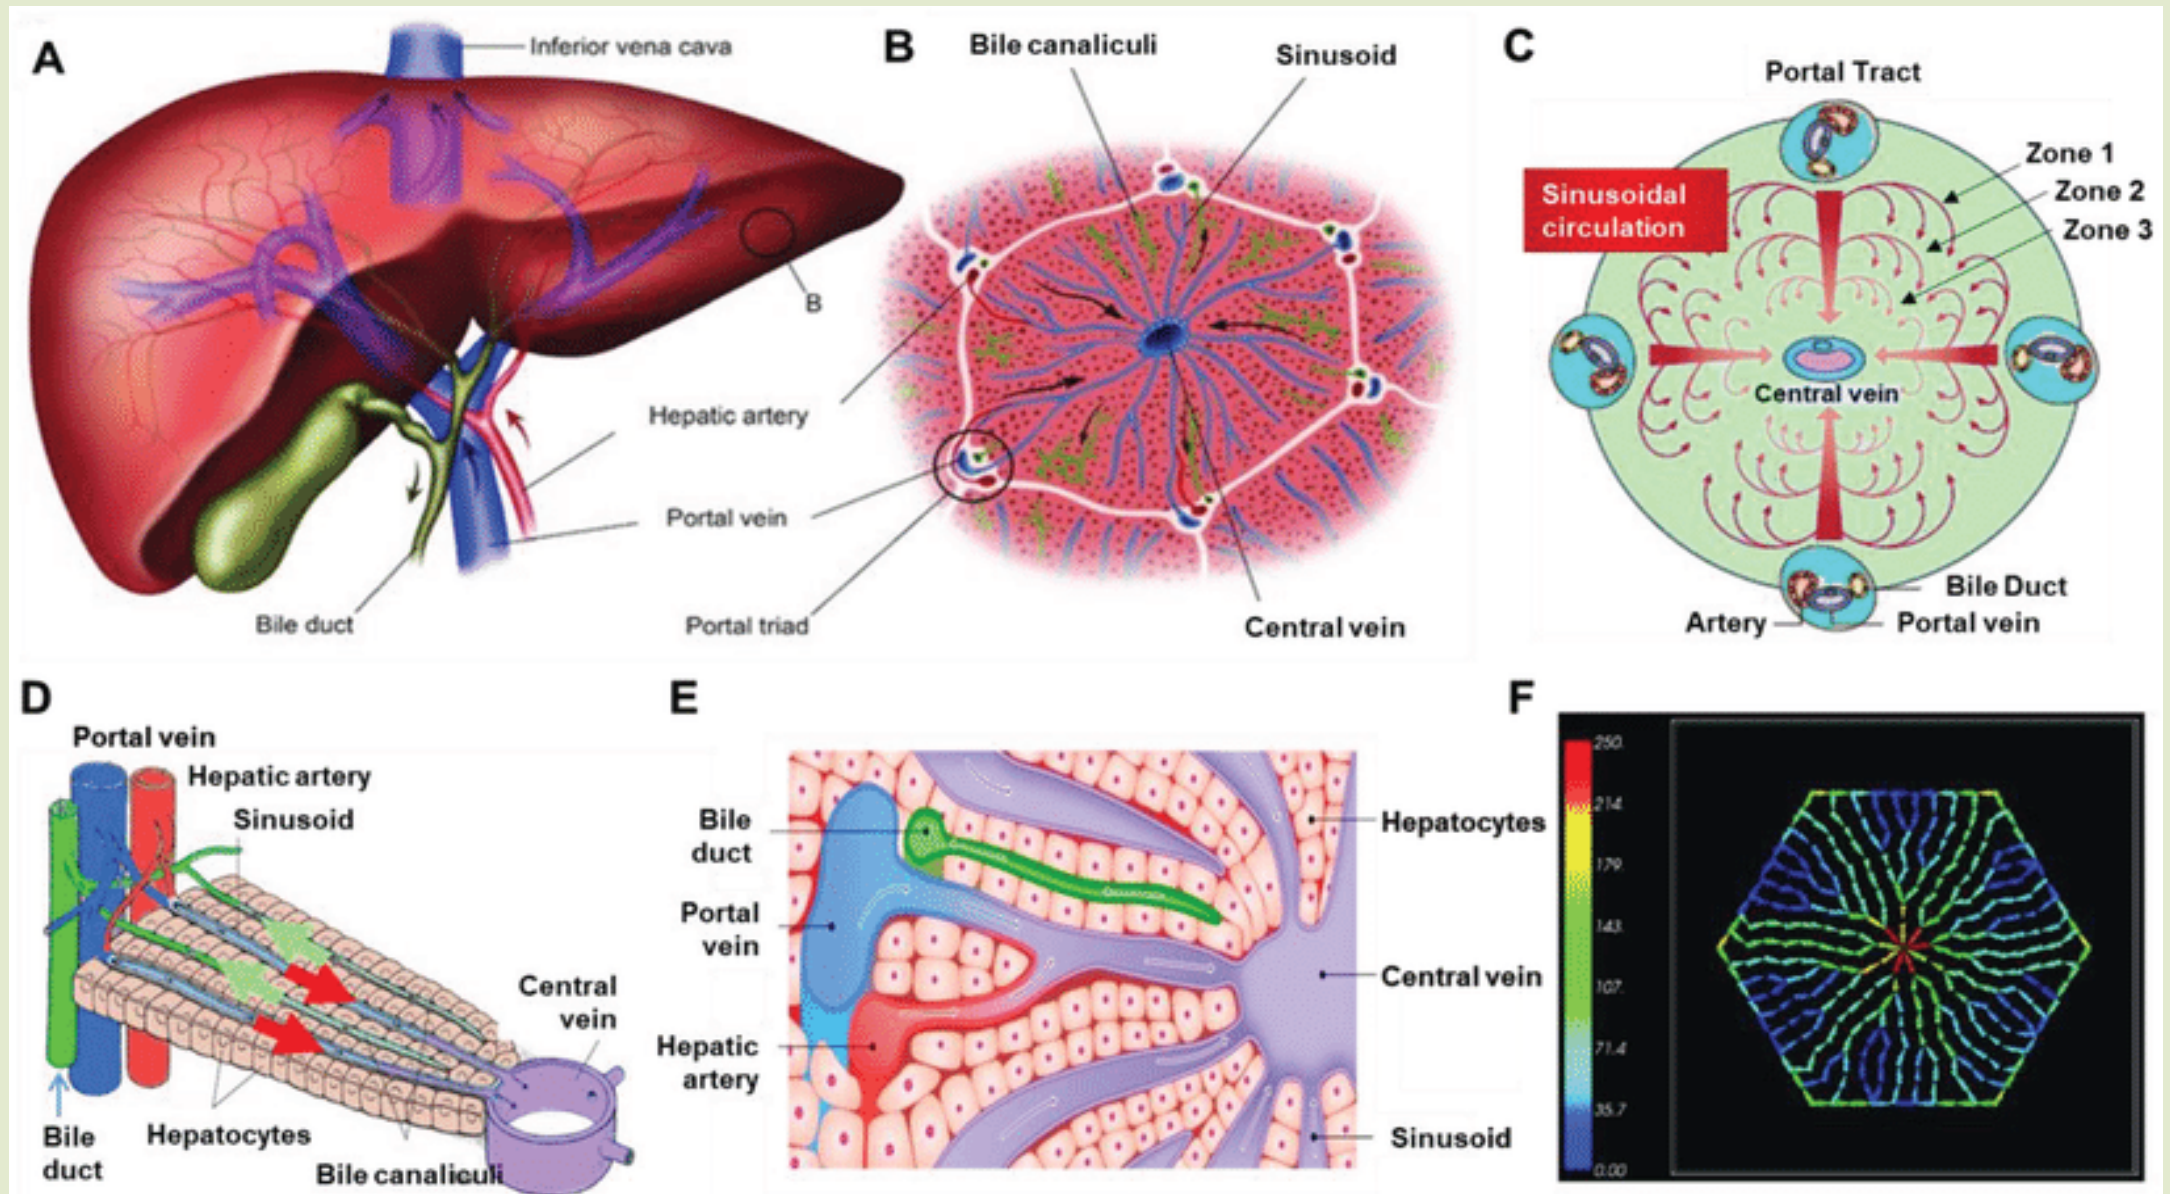 A
Inferior vena cava
B
Hepatic artery
Portal vein
Bile duct
Portal triad
B
Bile canaliculi
Sinusoid
Central vein
C
Portal Tract
Zone 1
Zone 2
Zone 3
Sinusoidal
circulation
Central vein
Bile Duct
Artery
Portal vein
D
Portal vein
Hepatic artery
Sinusoid
Central
vein
Bile
duct
Hepatocytes
Bile canaliculi
E
Bile
duct
Portal
vein
Hepatic
artery
Hepatocytes
Central vein
Sinusoid
F
250.
214.
179.
143.
107.
71.4
35.7
0.00